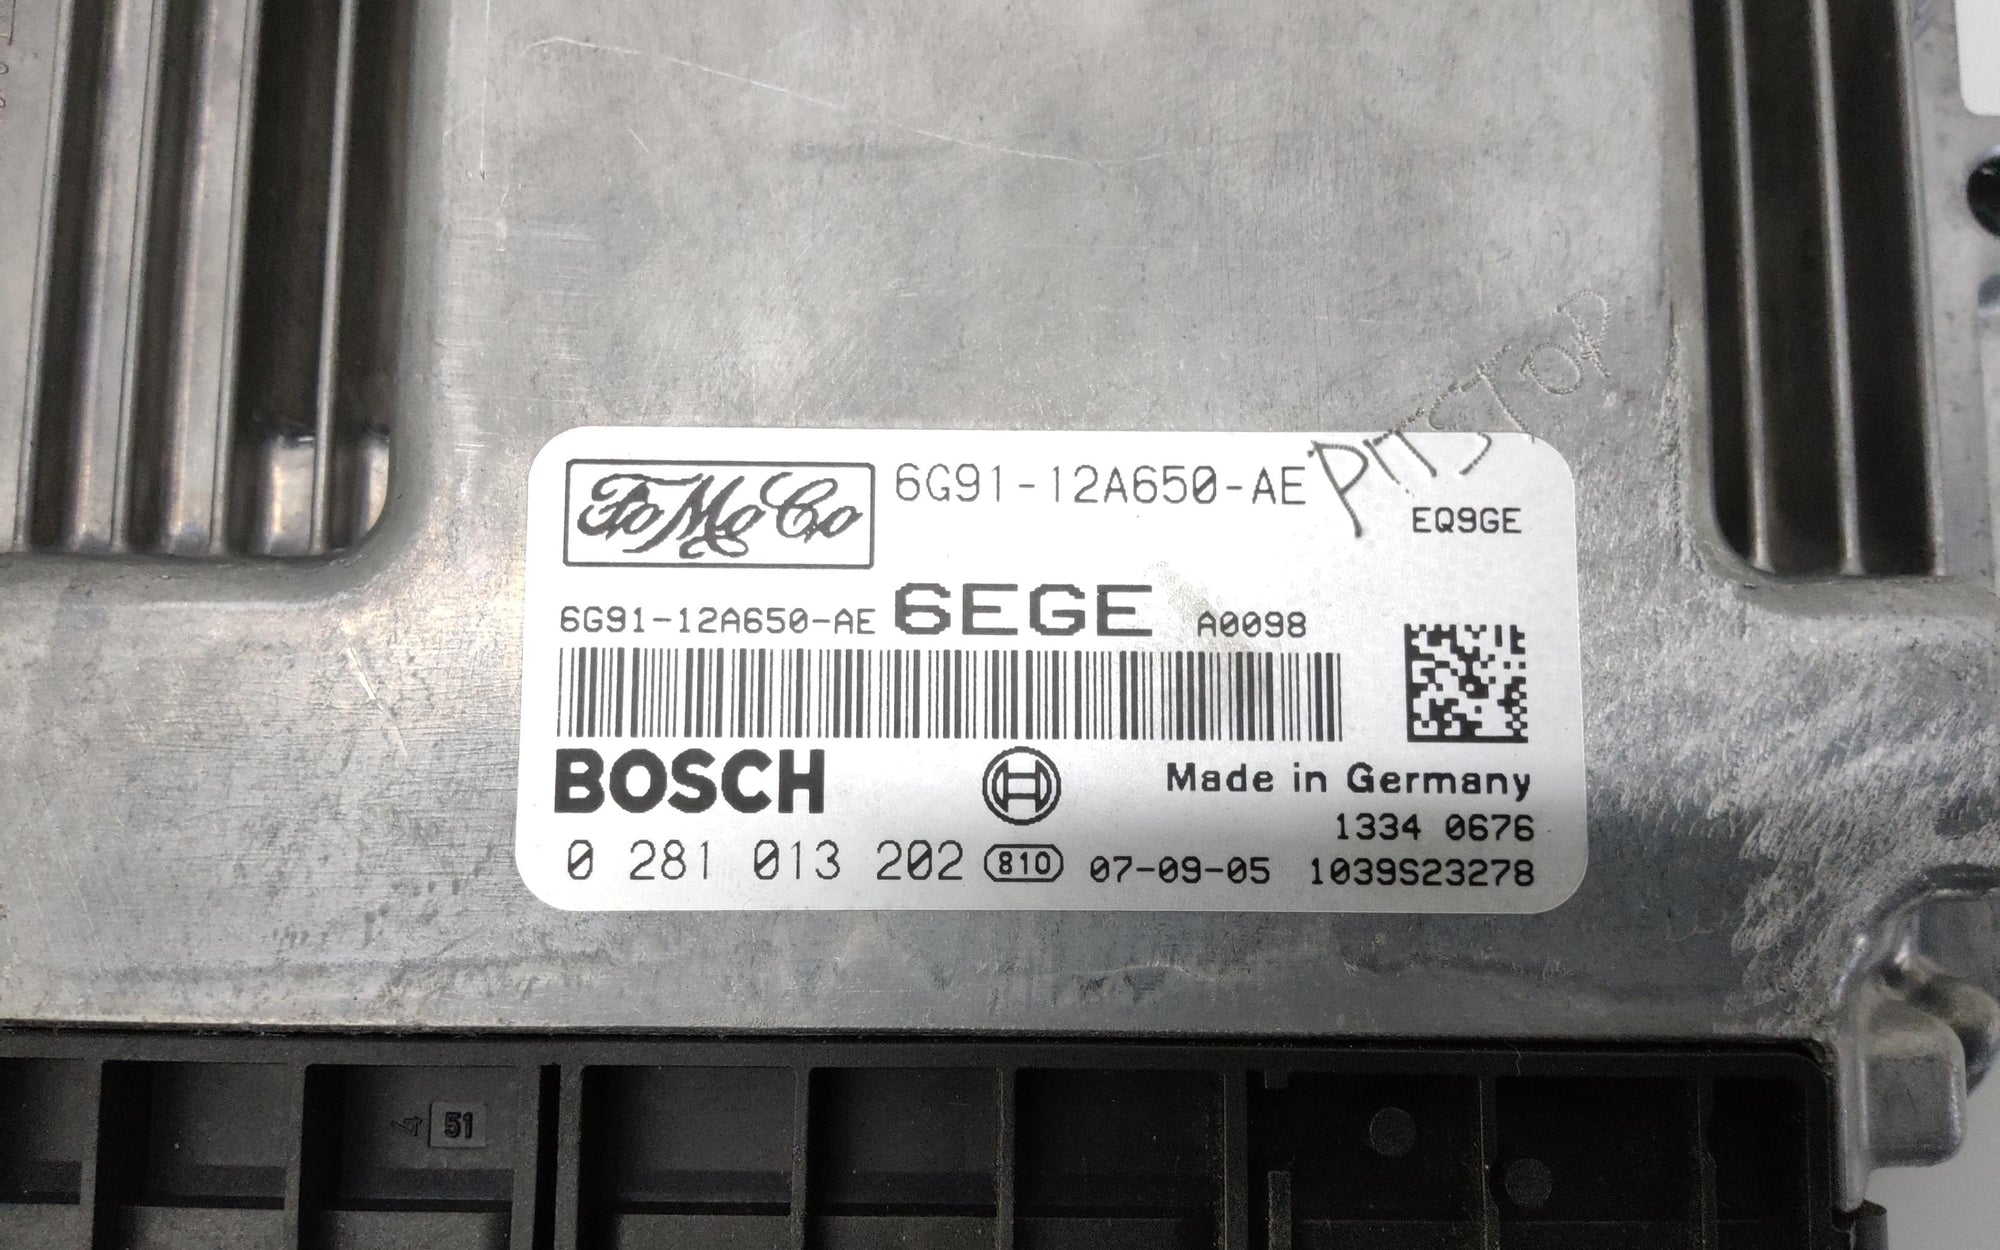 PITSTOP
FoMoCo 6G91-12A650-AE
EQ9GE
6G91-12A650-AE 6EGE A0098
BOSCH Made in Germany
1334 0676
0 281 013 202 810 07-09-05 1039S23278
51